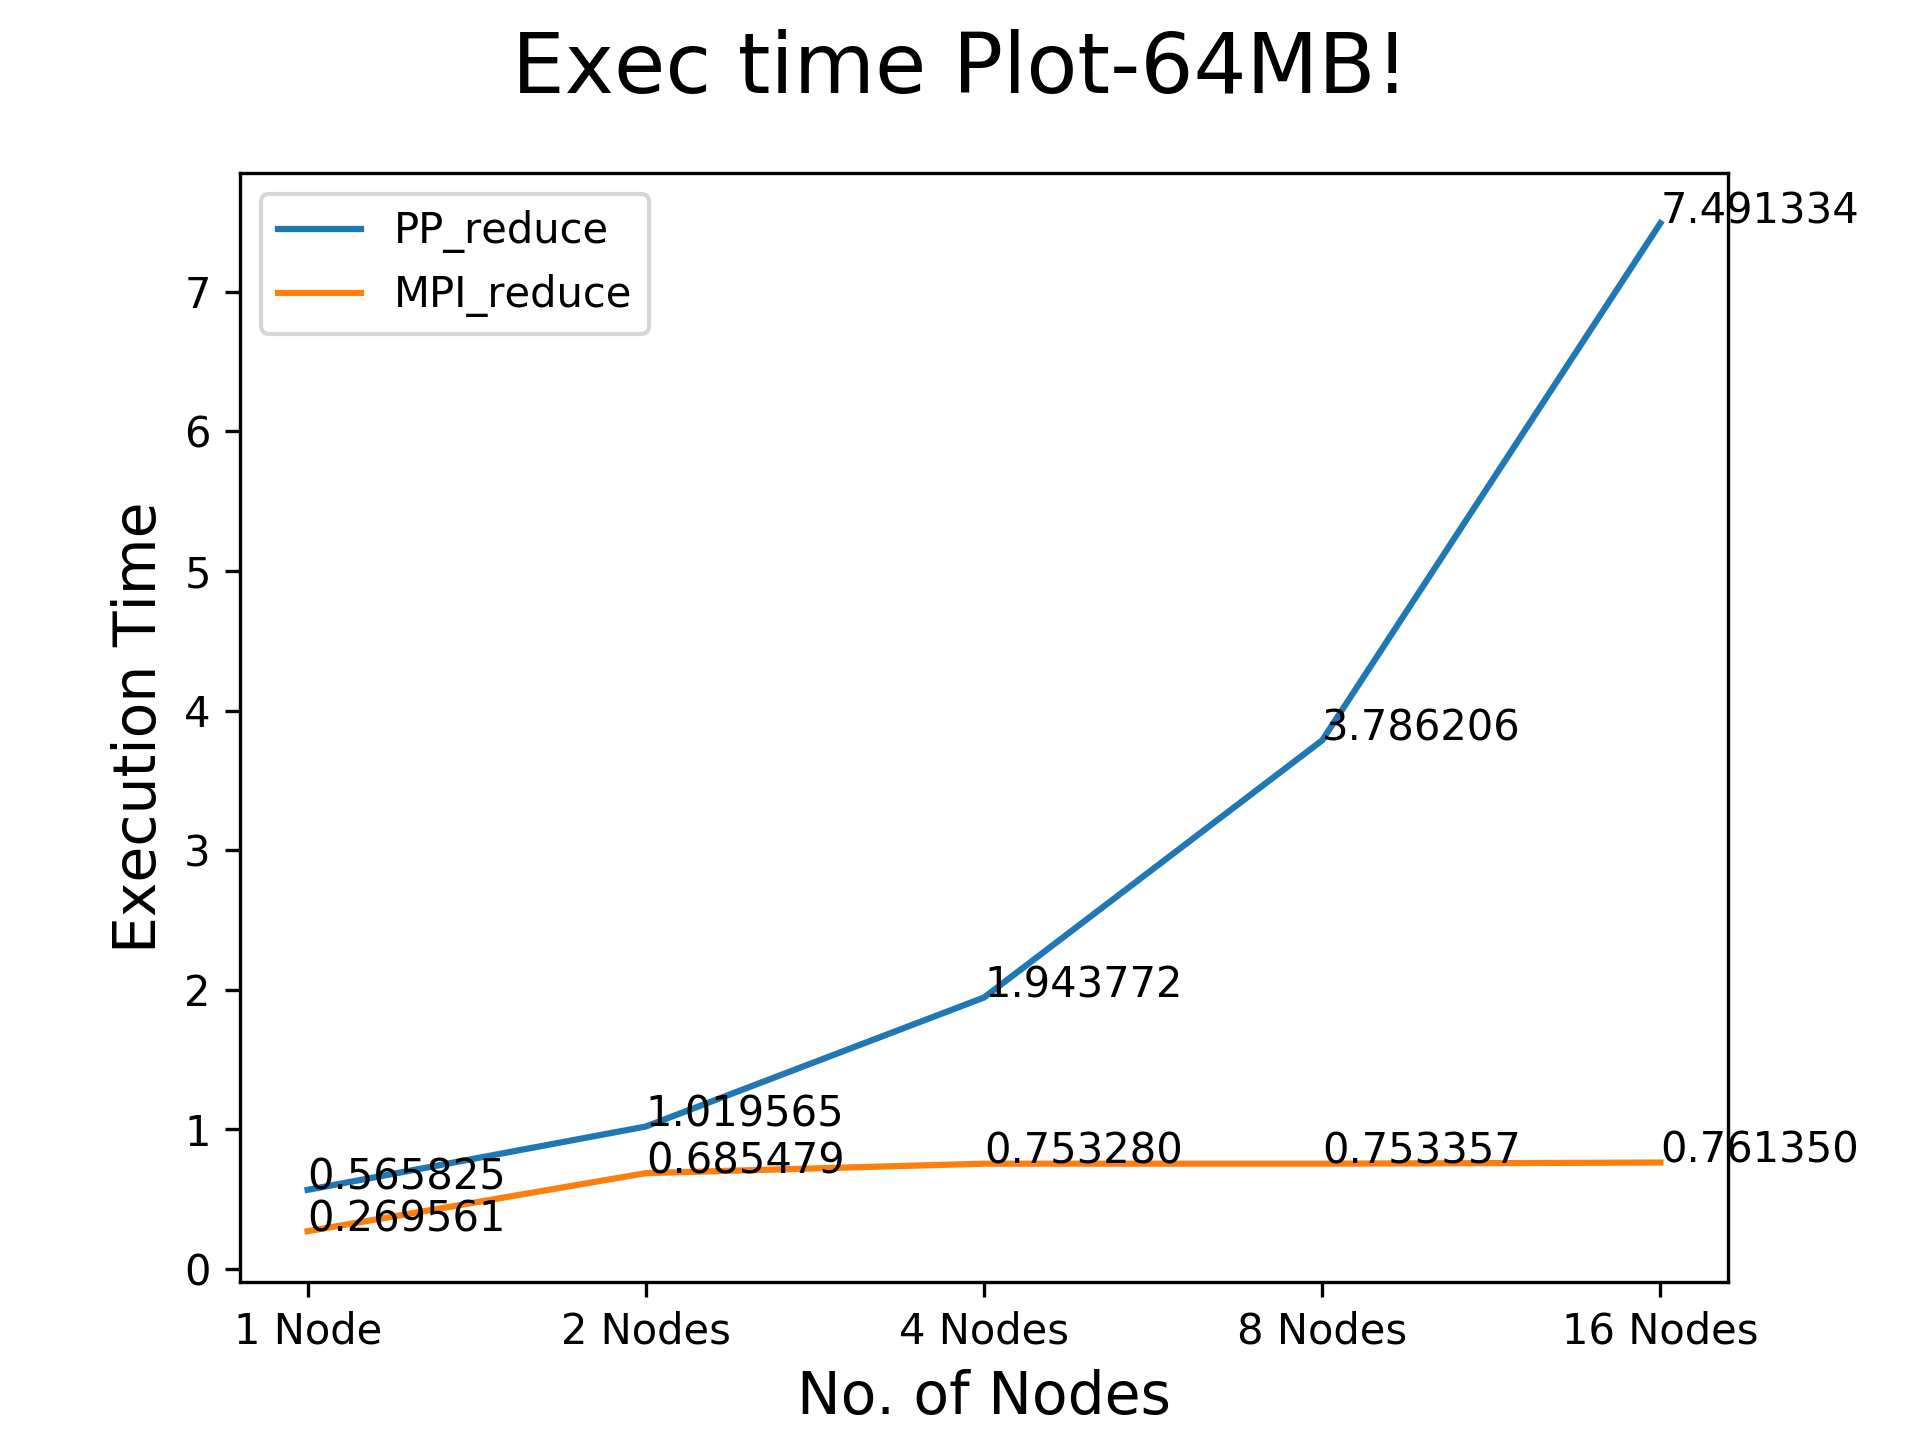 Exec time Plot-64MB!
PP_reduce
MPI_reduce
7.491334
7
6
5
4
3.786206
3
2
1.943772
1.019565
1
0.685479
0.753280
0.753357
0.761350
0.565825
0.269561
0
Execution Time
1 Node
2 Nodes
4 Nodes
8 Nodes
16 Nodes
No. of Nodes